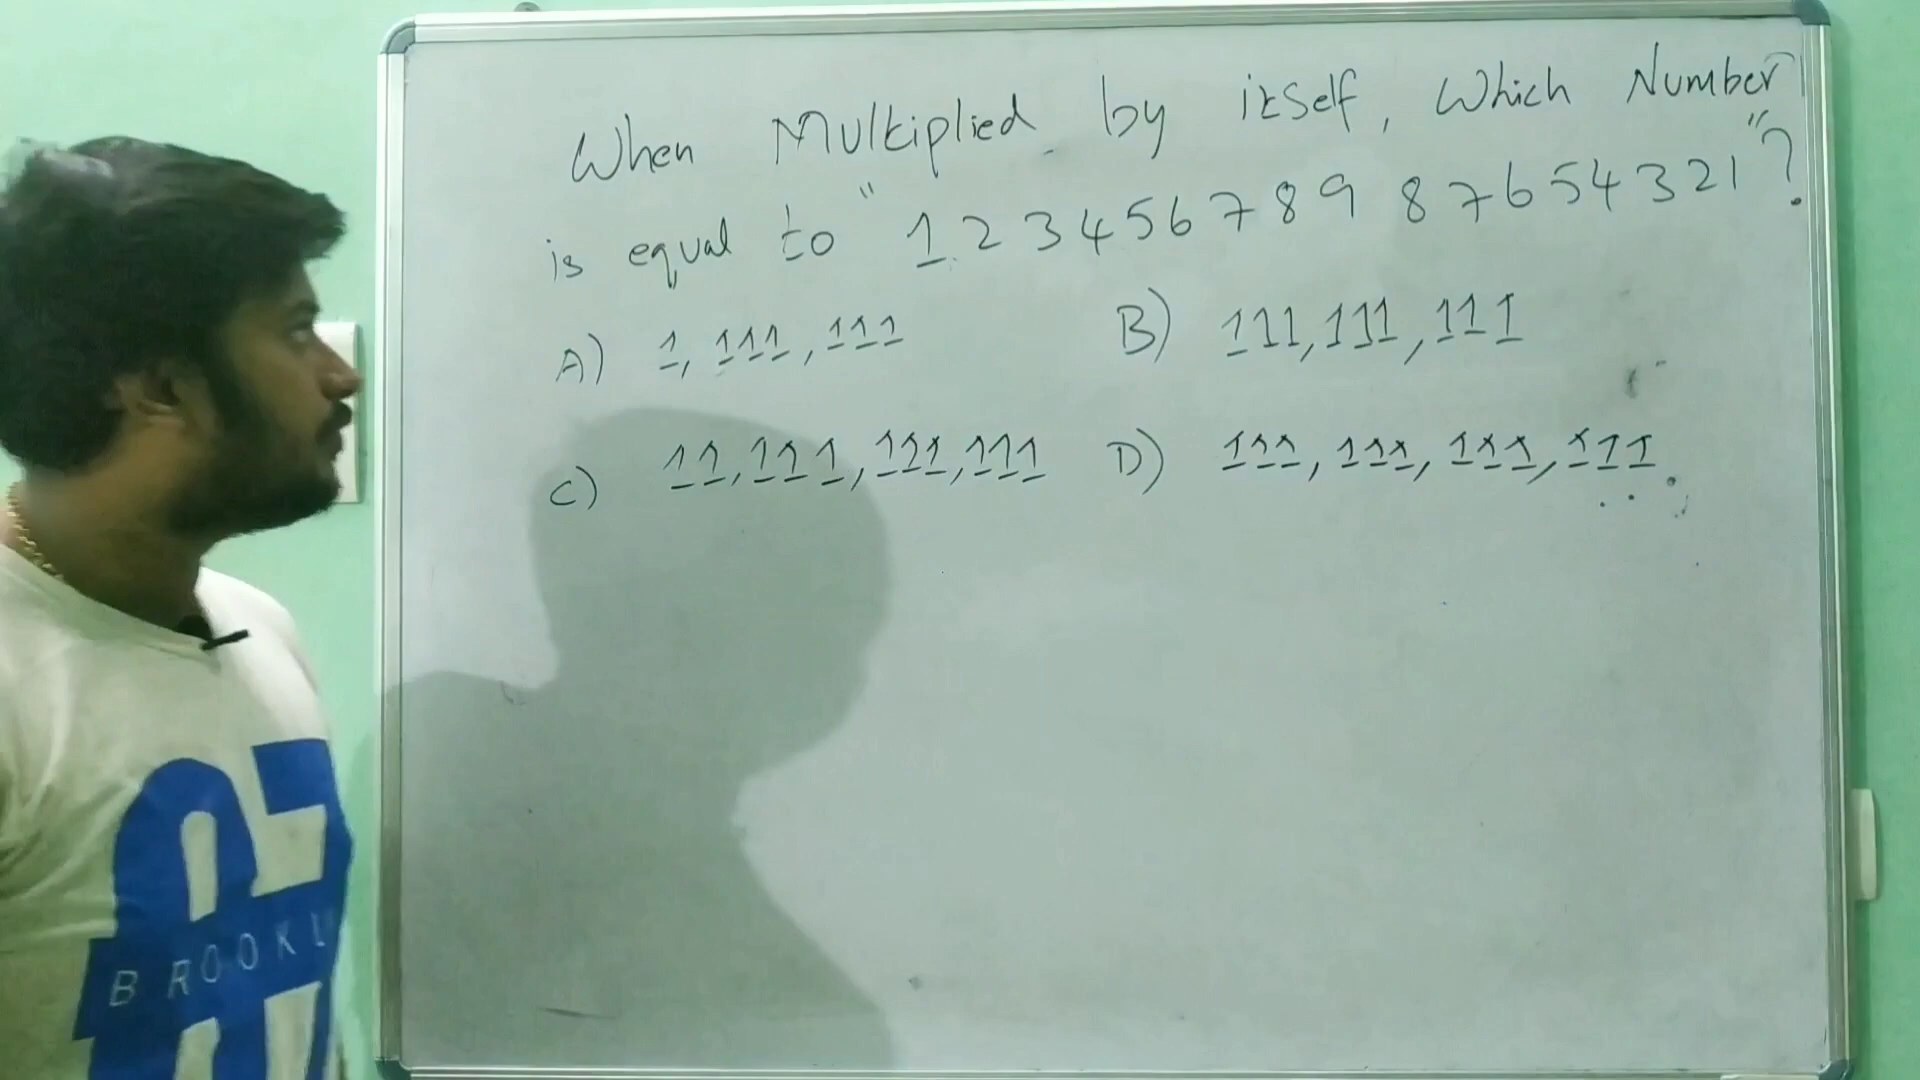 When Multiplied by itself, Which Number
is equal to "12345678987654321"?
A) 1,111,111 B) 111,111,111
C) 11,111,111,111 D) 111,111,111,111
BROOKL